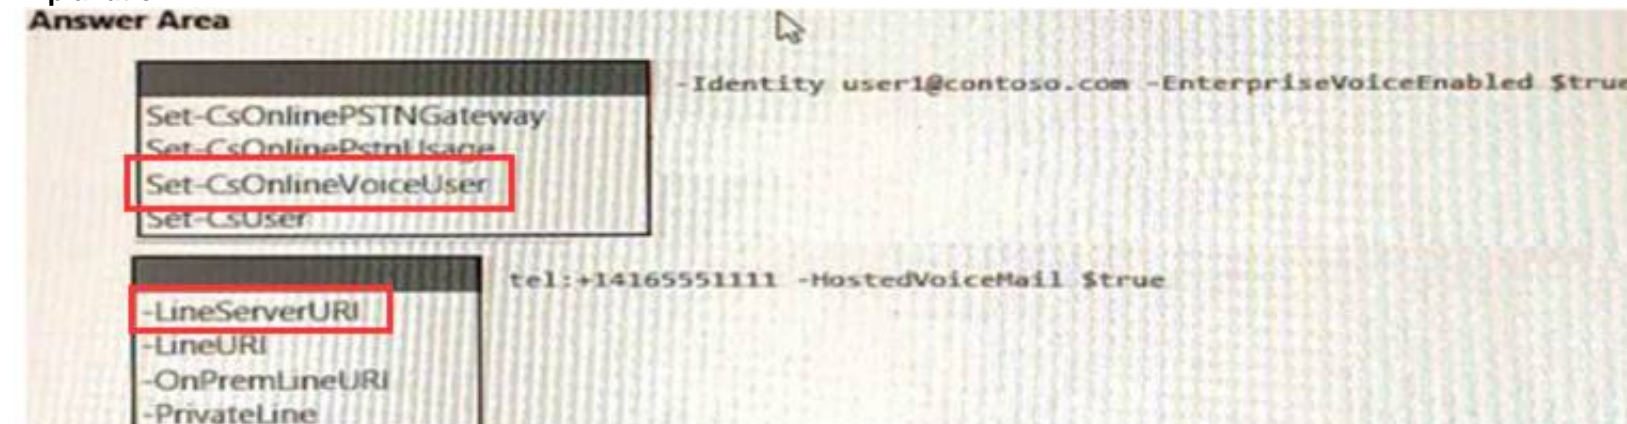 Answer Area
-Identity user1@contoso.com -EnterpriseVoiceEnabled $true
Set-CsOnlinePSTNGateway
Set-CsOnlinePstnUsage
Set-CsOnlineVoiceUser
Set-CsUser
tel:+14165551111 -HostedVoiceMail $true
-LineServerURI
-LineURI
-OnPremLineURI
-PrivateLine